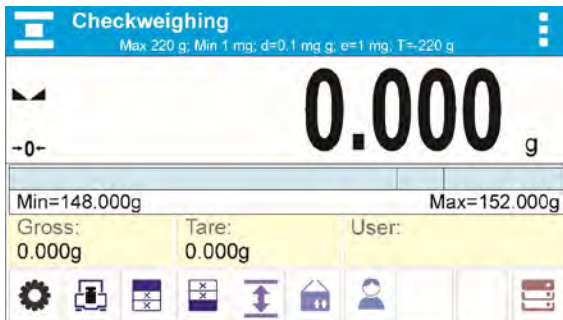 Checkweighing
Max 220 g; Min 1 mg; d=0.1 mg g; e=1 mg; T=-220 g
0.000 g
→0←
Min=148.000g Max=152.000g
Gross: Tare: User:
0.000g 0.000g